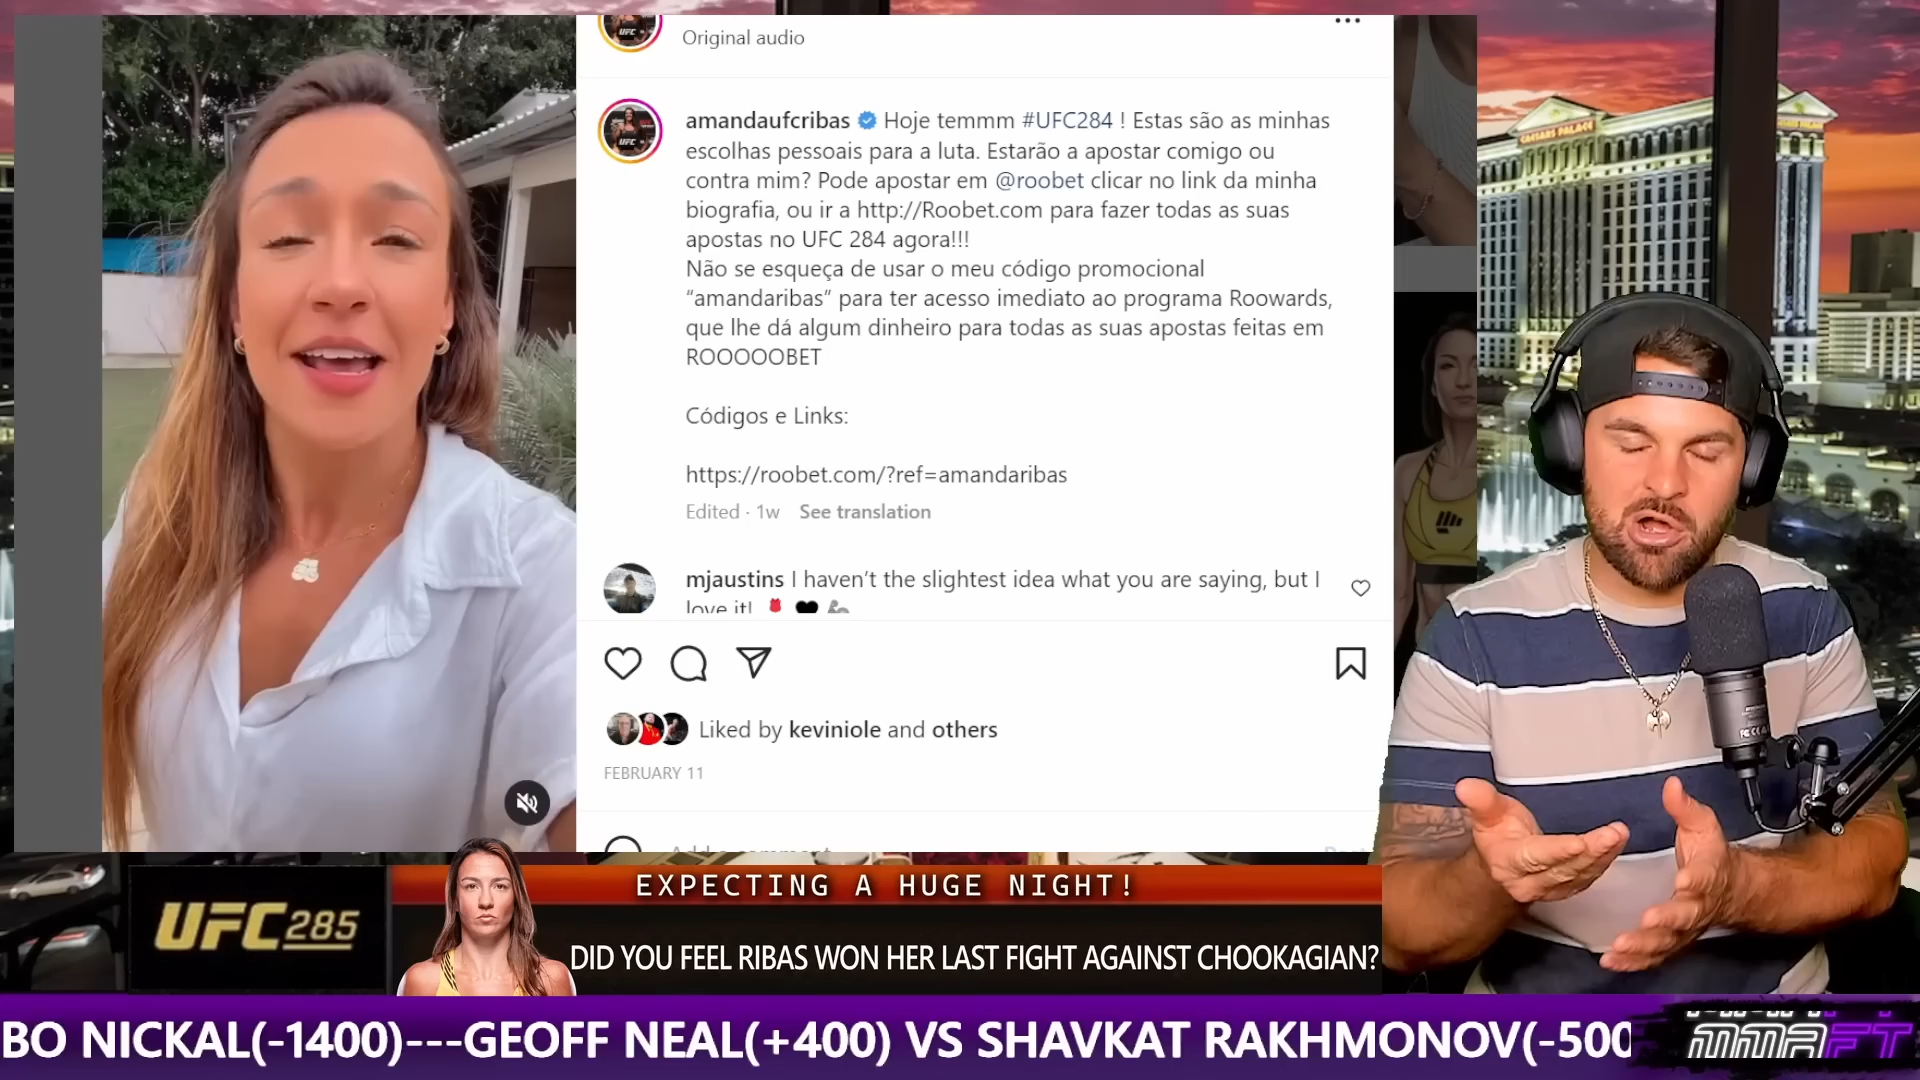 Original audio
amandaufcribas Hoje temmm #UFC284 ! Estas são as minhas
escolhas pessoais para a luta. Estarão a apostar comigo ou
contra mim? Pode apostar em @roobet clicar no link da minha
biografia, ou ir a http://Roobet.com para fazer todas as suas
apostas no UFC 284 agora!!!
Não se esqueça de usar o meu código promocional
“amandaribas” para ter acesso imediato ao programa Roowards,
que lhe dá algum dinheiro para todas as suas apostas feitas em
ROOOOOBET
Códigos e Links:
https://roobet.com/?ref=amandaribas
Edited · 1w See translation
mjaustins I haven’t the slightest idea what you are saying, but I
love it!
Liked by keviniole and others
FEBRUARY 11
Add a comment
CAESARS PALACE
UFC 285
EXPECTING A HUGE NIGHT!
DID YOU FEEL RIBAS WON HER LAST FIGHT AGAINST CHOOKAGIAN?
BO NICKAL(-1400)---GEOFF NEAL(+400) VS SHAVKAT RAKHMONOV(-500
MMAFT